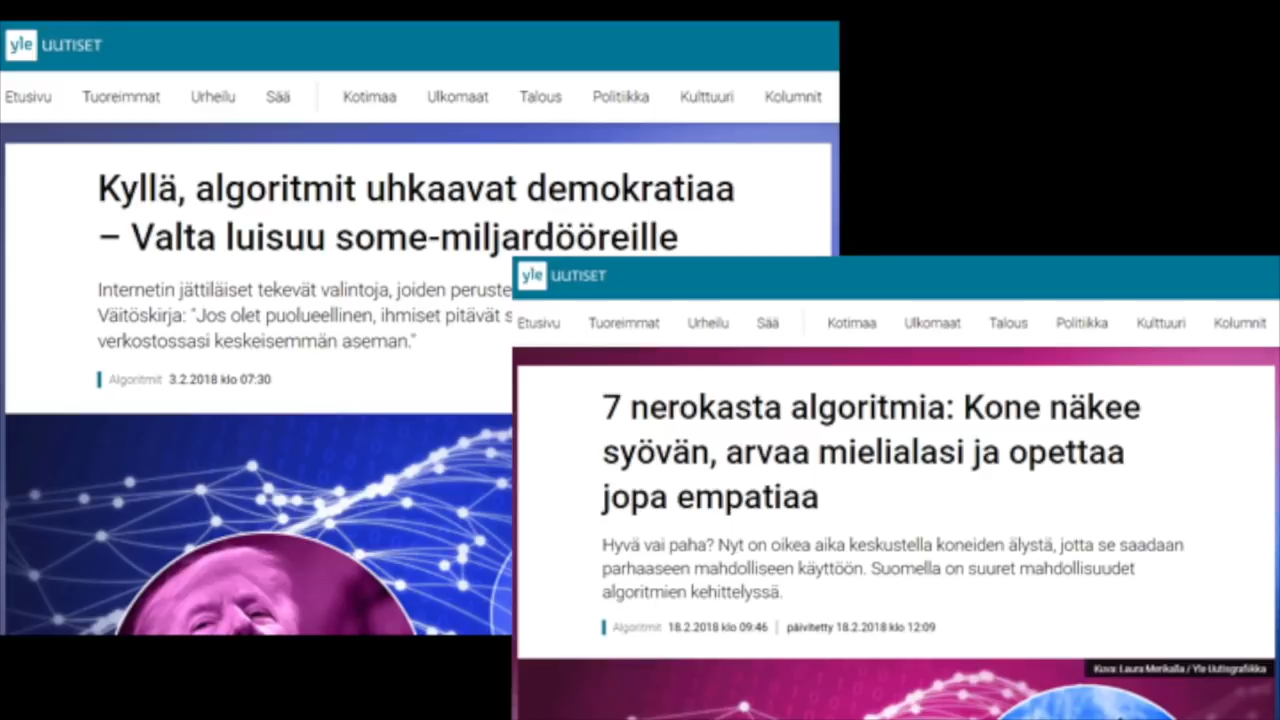 yle UUTISET
Etusivu Tuoreimmat Urheilu Sää Kotimaa Ulkomaat Talous Politiikka Kulttuuri Kolumnit
Kyllä, algoritmit uhkaavat demokratiaa
– Valta luisuu some-miljardööreille
Internetin jättiläiset tekevät valintoja, joiden peruste
Väitöskirja: "Jos olet puolueellinen, ihmiset pitävät s
verkostossasi keskeisemmän aseman."
Algoritmit 3.2.2018 klo 07:30
yle UUTISET
Etusivu Tuoreimmat Urheilu Sää Kotimaa Ulkomaat Talous Politiikka Kulttuuri Kolumnit
7 nerokasta algoritmia: Kone näkee
syövän, arvaa mielialasi ja opettaa
jopa empatiaa
Hyvä vai paha? Nyt on oikea aika keskustella koneiden älystä, jotta se saadaan
parhaaseen mahdolliseen käyttöön. Suomella on suuret mahdollisuudet
algoritmien kehittelyssä.
Algoritmit 18.2.2018 klo 09:46 päivitetty 18.2.2018 klo 12:09
Kuva: Laura Merikalla / Yle Uutisgrafiikka